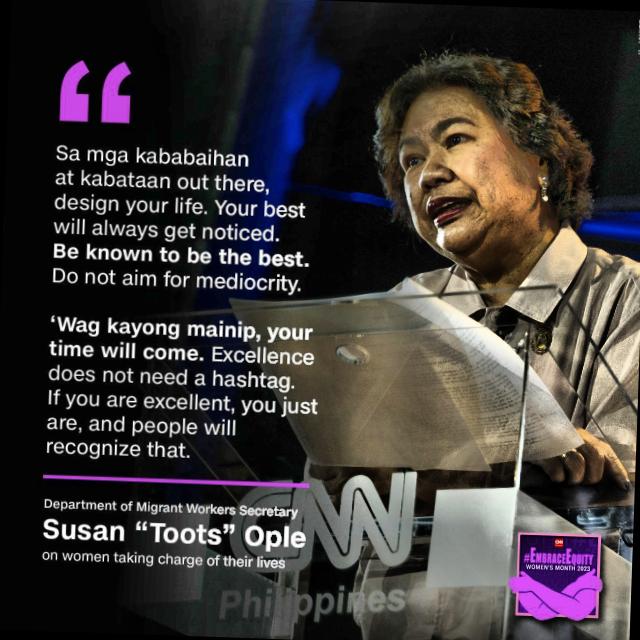 Sa mga kababaihan
at kabataan out there,
design your life. Your best
will always get noticed.
Be known to be the best.
Do not aim for mediocrity.
‘Wag kayong mainip, your
time will come. Excellence
does not need a hashtag.
If you are excellent, you just
are, and people will
recognize that.
Department of Migrant Workers Secretary
Susan “Toots” Ople
on women taking charge of their lives
CNN
Philippines
CNN
#EMBRACEEQUITY
WOMEN'S MONTH 2023